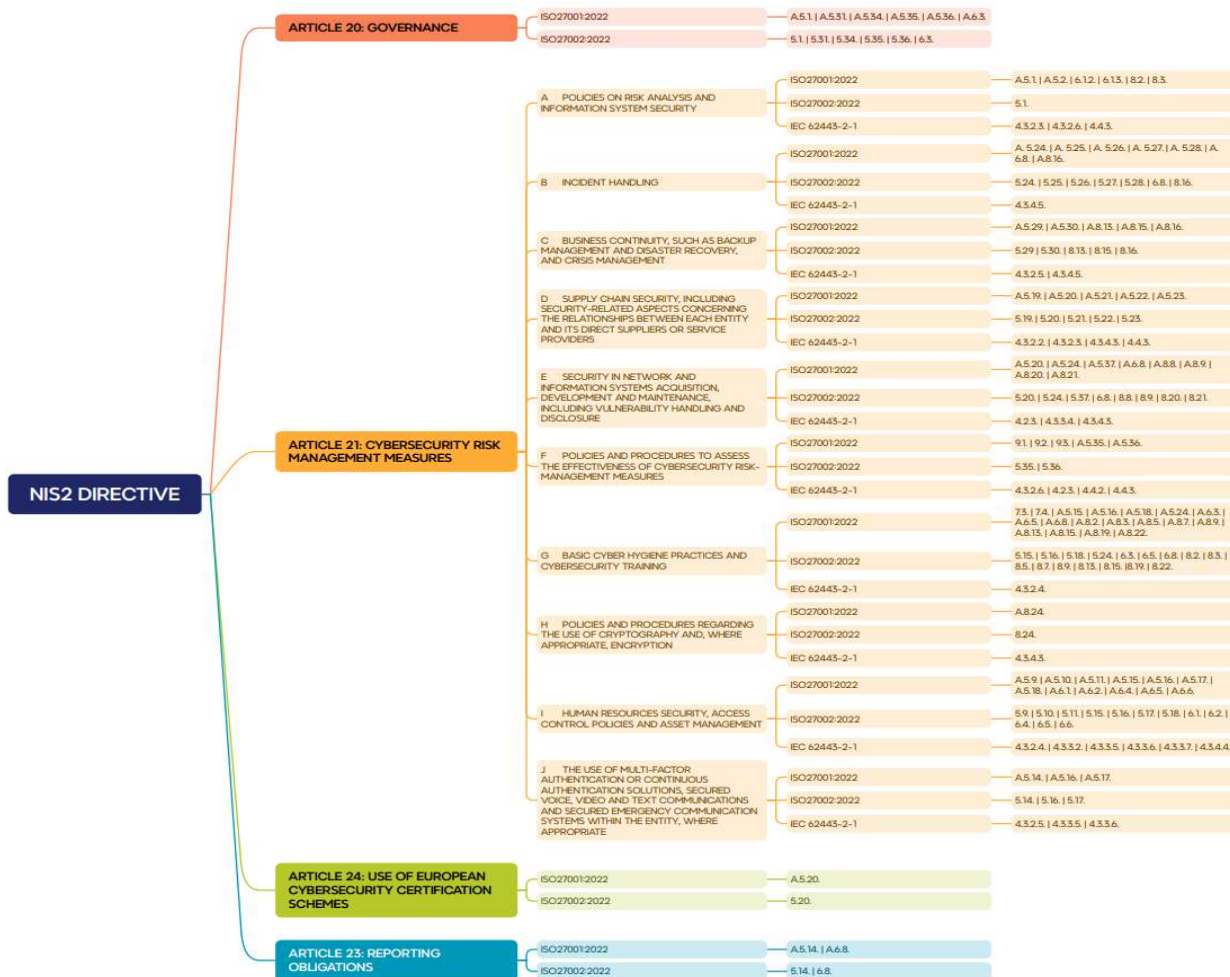 NIS2 DIRECTIVE
ARTICLE 20: GOVERNANCE
ISO27001:2022
A.5.1. | A.5.31. | A.5.34. | A.5.35. | A.5.36. | A.6.3.
ISO27002:2022
5.1. | 5.31. | 5.34. | 5.35. | 5.36. | 6.3.
ARTICLE 21: CYBERSECURITY RISK
MANAGEMENT MEASURES
A POLICIES ON RISK ANALYSIS AND
INFORMATION SYSTEM SECURITY
ISO27001:2022
A.5.1. | A.5.2. | 6.1.2. | 6.1.3. | 8.2. | 8.3.
ISO27002:2022
5.1.
IEC 62443-2-1
4.3.2.3. | 4.3.2.6. | 4.4.3.
B INCIDENT HANDLING
ISO27001:2022
A. 5.24. | A. 5.25. | A. 5.26. | A. 5.27. | A. 5.28. | A.
6.8. | A.8.16.
ISO27002:2022
5.24. | 5.25. | 5.26. | 5.27. | 5.28. | 6.8. | 8.16.
IEC 62443-2-1
4.3.4.5.
C BUSINESS CONTINUITY, SUCH AS BACKUP
MANAGEMENT AND DISASTER RECOVERY,
AND CRISIS MANAGEMENT
ISO27001:2022
A.5.29. | A.5.30. | A.8.13. | A.8.15. | A.8.16.
ISO27002:2022
5.29 | 5.30. | 8.13. | 8.15. | 8.16.
IEC 62443-2-1
4.3.2.5. | 4.3.4.5.
D SUPPLY CHAIN SECURITY, INCLUDING
SECURITY-RELATED ASPECTS CONCERNING
THE RELATIONSHIPS BETWEEN EACH ENTITY
AND ITS DIRECT SUPPLIERS OR SERVICE
PROVIDERS
ISO27001:2022
A.5.19. | A.5.20. | A.5.21. | A.5.22. | A.5.23.
ISO27002:2022
5.19. | 5.20. | 5.21. | 5.22. | 5.23.
IEC 62443-2-1
4.3.2.2. | 4.3.2.3. | 4.3.4.3. | 4.4.3.
E SECURITY IN NETWORK AND
INFORMATION SYSTEMS ACQUISITION,
DEVELOPMENT AND MAINTENANCE,
INCLUDING VULNERABILITY HANDLING AND
DISCLOSURE
ISO27001:2022
A.5.20. | A.5.24. | A.5.37. | A.6.8. | A.8.8. | A.8.9. |
A.8.20. | A.8.21.
ISO27002:2022
5.20. | 5.24. | 5.37. | 6.8. | 8.8. | 8.9. | 8.20. | 8.21.
IEC 62443-2-1
4.2.3. | 4.3.3.4. | 4.3.4.3.
F POLICIES AND PROCEDURES TO ASSESS
THE EFFECTIVENESS OF CYBERSECURITY RISK-
MANAGEMENT MEASURES
ISO27001:2022
9.1. | 9.2. | 9.3. | A.5.35. | A.5.36.
ISO27002:2022
5.35. | 5.36.
IEC 62443-2-1
4.3.2.6. | 4.2.3. | 4.4.2. | 4.4.3.
G BASIC CYBER HYGIENE PRACTICES AND
CYBERSECURITY TRAINING
ISO27001:2022
7.3. | 7.4. | A.5.15. | A.5.16. | A.5.18. | A.5.24. | A.6.3. |
A.6.5. | A.6.8. | A.8.2. | A.8.3. | A.8.5. | A.8.7. | A.8.9. |
A.8.13. | A.8.15. | A.8.19. | A.8.22.
ISO27002:2022
5.15. | 5.16. | 5.18. | 5.24. | 6.3. | 6.5. | 6.8. | 8.2. | 8.3. |
8.5. | 8.7. | 8.9. | 8.13. | 8.15. |8.19. | 8.22.
IEC 62443-2-1
4.3.2.4.
H POLICIES AND PROCEDURES REGARDING
THE USE OF CRYPTOGRAPHY AND, WHERE
APPROPRIATE, ENCRYPTION
ISO27001:2022
A.8.24.
ISO27002:2022
8.24.
IEC 62443-2-1
4.3.4.3.
I HUMAN RESOURCES SECURITY, ACCESS
CONTROL POLICIES AND ASSET MANAGEMENT
ISO27001:2022
A.5.9. | A.5.10. | A.5.11. | A.5.15. | A.5.16. | A.5.17. |
A.5.18. | A.6.1. | A.6.2. | A.6.4. | A.6.5. | A.6.6.
ISO27002:2022
5.9. | 5.10. | 5.11. | 5.15. | 5.16. | 5.17. | 5.18. | 6.1. | 6.2. |
6.4. | 6.5. | 6.6.
IEC 62443-2-1
4.3.2.4. | 4.3.3.2. | 4.3.3.5. | 4.3.3.6. | 4.3.3.7. | 4.3.4.4.
J THE USE OF MULTI-FACTOR
AUTHENTICATION OR CONTINUOUS
AUTHENTICATION SOLUTIONS, SECURED
VOICE, VIDEO AND TEXT COMMUNICATIONS
AND SECURED EMERGENCY COMMUNICATION
SYSTEMS WITHIN THE ENTITY, WHERE
APPROPRIATE
ISO27001:2022
A.5.14. | A.5.16. | A.5.17.
ISO27002:2022
5.14. | 5.16. | 5.17.
IEC 62443-2-1
4.3.2.5. | 4.3.3.5. | 4.3.3.6.
ARTICLE 24: USE OF EUROPEAN
CYBERSECURITY CERTIFICATION
SCHEMES
ISO27001:2022
A.5.20.
ISO27002:2022
5.20.
ARTICLE 23: REPORTING
OBLIGATIONS
ISO27001:2022
A.5.14. | A.6.8.
ISO27002:2022
5.14. | 6.8.